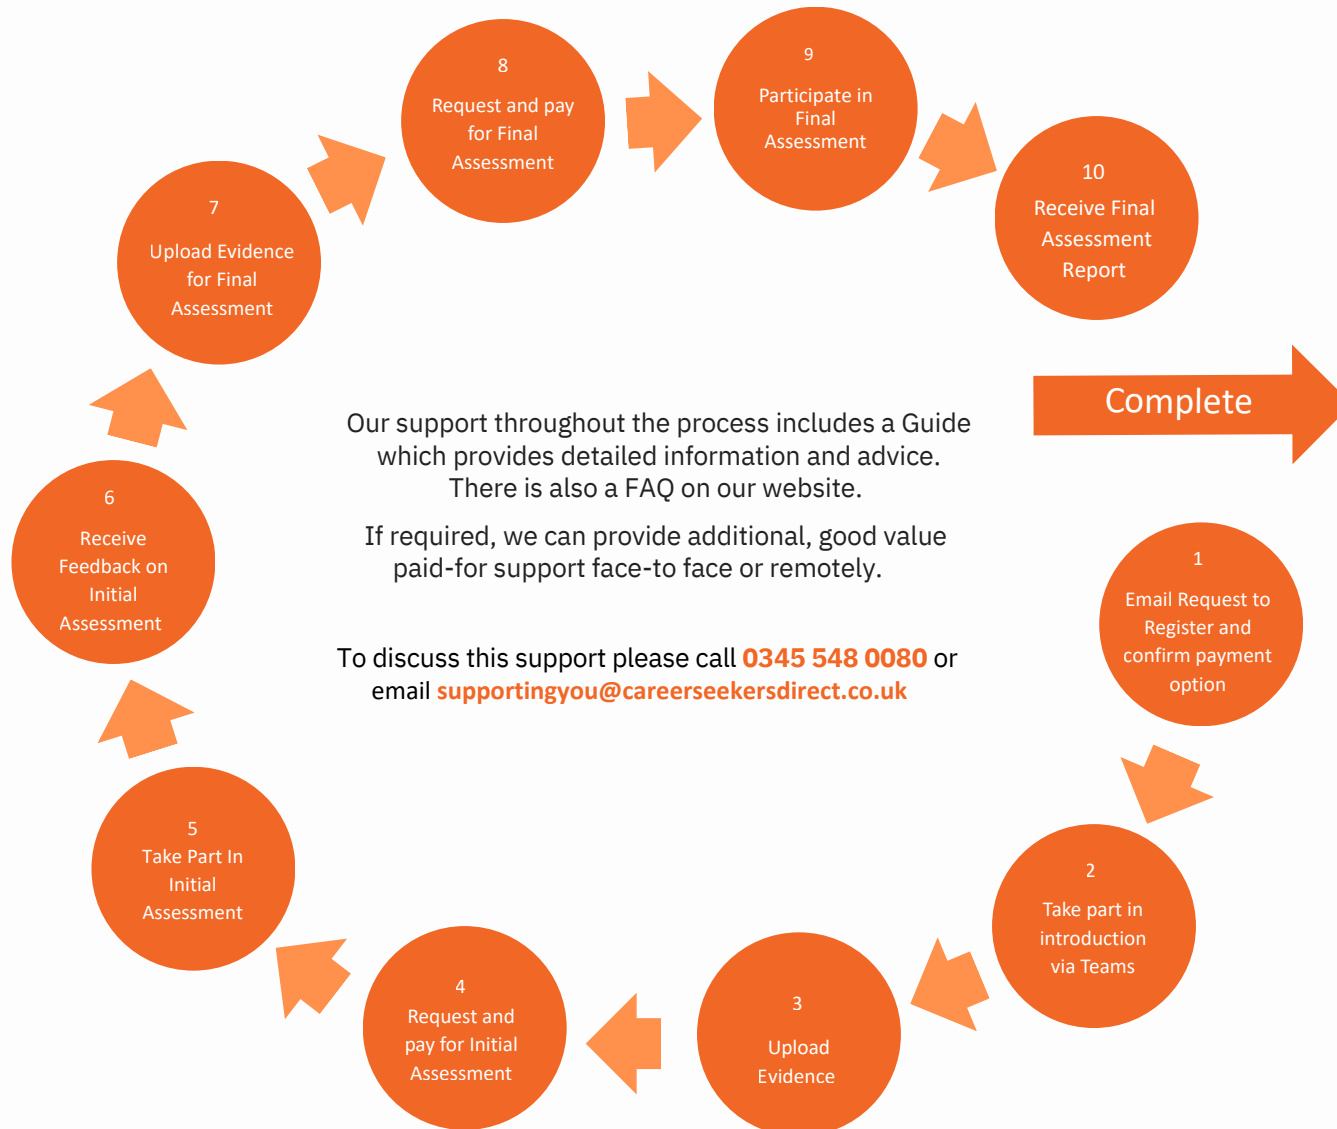 8
Request and pay
for Final
Assessment
9
Participate in
Final
Assessment
10
Receive Final
Assessment
Report
7
Upload Evidence
for Final
Assessment
Complete
Our support throughout the process includes a Guide
which provides detailed information and advice.
There is also a FAQ on our website.
If required, we can provide additional, good value
paid-for support face-to face or remotely.
To discuss this support please call 0345 548 0080 or
email supportingyou@careerseekersdirect.co.uk
6
Receive
Feedback on
Initial
Assessment
1
Email Request to
Register and
confirm payment
option
5
Take Part In
Initial
Assessment
2
Take part in
introduction
via Teams
4
Request and
pay for Initial
Assessment
3
Upload
Evidence